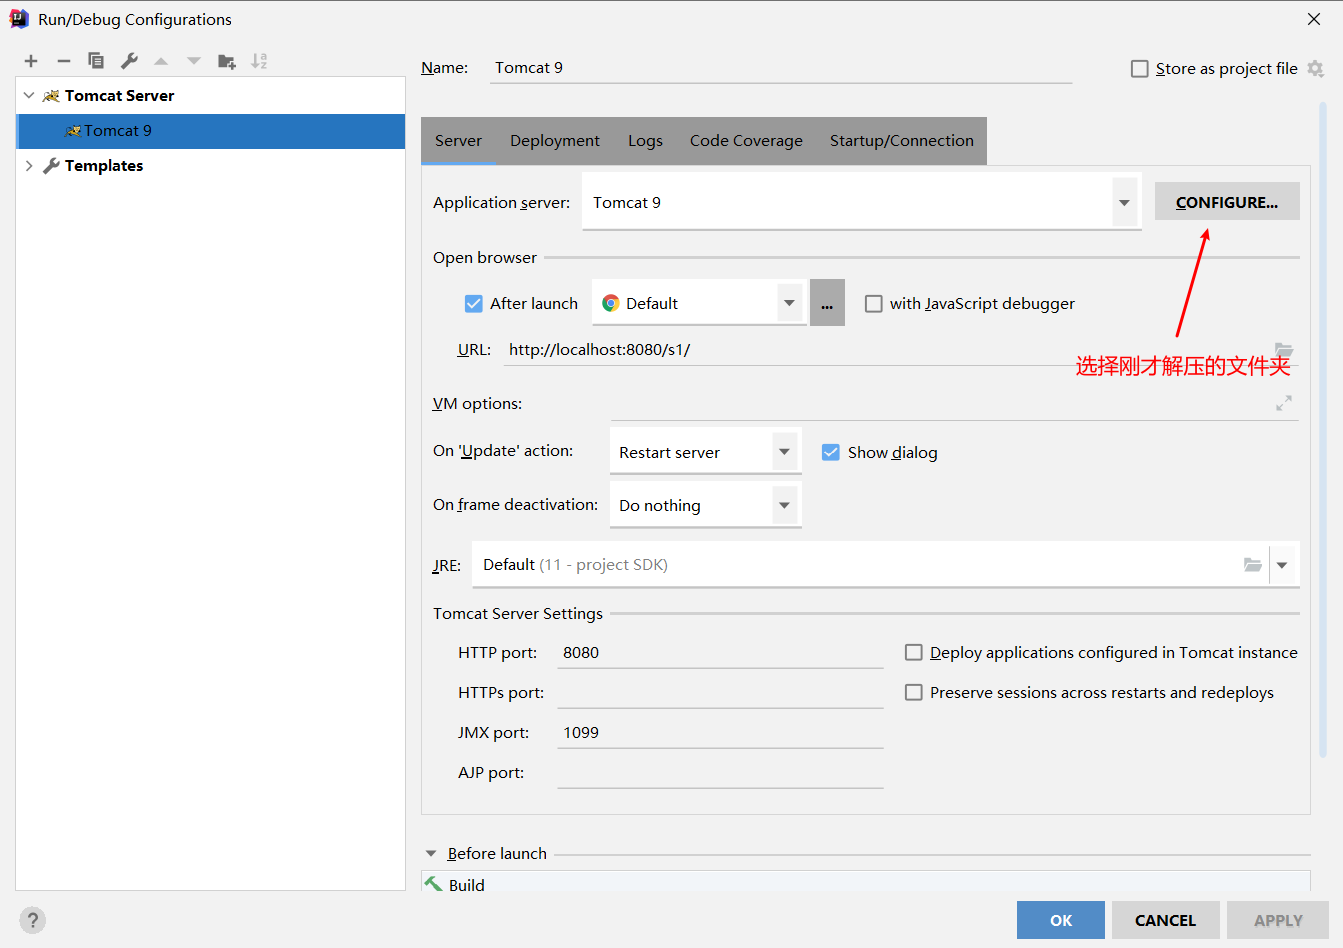 Run/Debug Configurations
Name: Tomcat 9
Store as project file
Tomcat Server
Tomcat 9
Templates
Server Deployment Logs Code Coverage Startup/Connection
Application server: Tomcat 9 CONFIGURE...
Open browser
After launch Default ... with JavaScript debugger
URL: http://localhost:8080/s1/
选择刚才解压的文件夹
VM options:
On 'Update' action: Restart server Show dialog
On frame deactivation: Do nothing
JRE: Default (11 - project SDK)
Tomcat Server Settings
HTTP port: 8080 Deploy applications configured in Tomcat instance
HTTPs port: Preserve sessions across restarts and redeploys
JMX port: 1099
AJP port:
Before launch
Build
? OK CANCEL APPLY